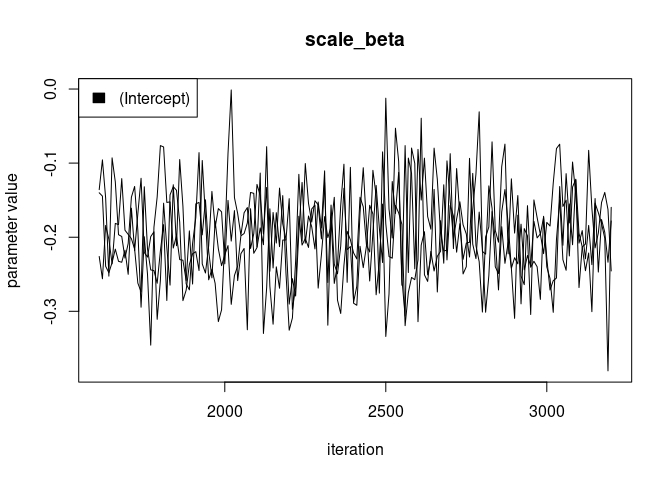 scale_beta
(Intercept)
0.0
-0.1
-0.2
-0.3
parameter value
2000 2500 3000
iteration